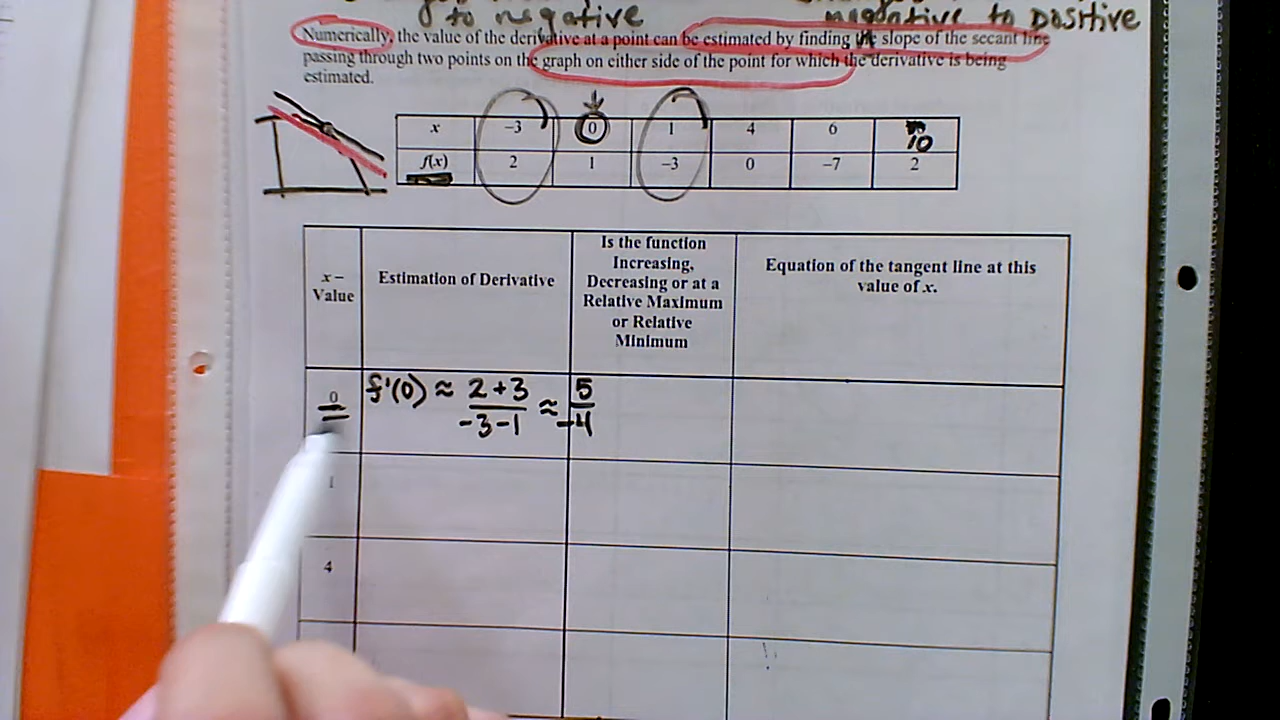 to negative
negative to positive
Numerically, the value of the derivative at a point can be estimated by finding the slope of the secant line
passing through two points on the graph on either side of the point for which the derivative is being
estimated.
x −3 0 1 4 6 10
f(x) 2 1 −3 0 −7 2
x − Value
Estimation of Derivative
Is the function
Increasing,
Decreasing or at a
Relative Maximum
or Relative
Minimum
Equation of the tangent line at this
value of x.
0 f'(0) ≈ 2+3/-3-1 ≈ 5/-4
1
4